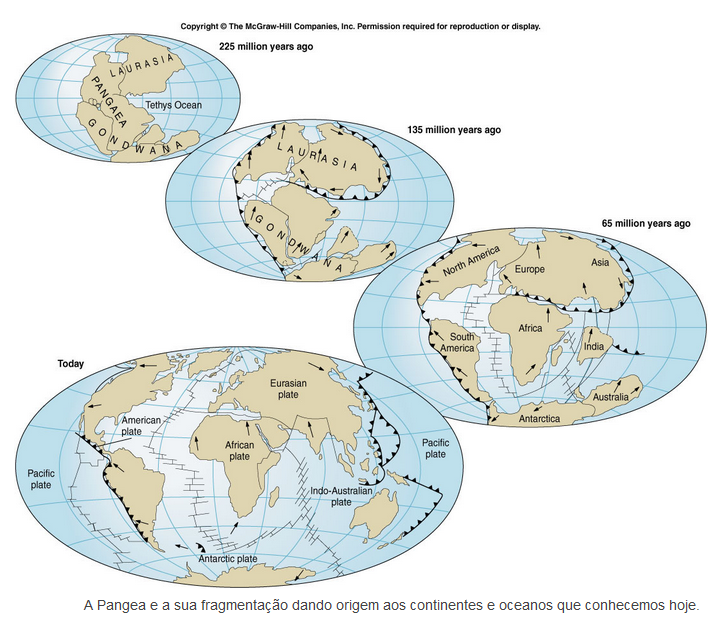 Copyright © The McGraw-Hill Companies, Inc. Permission required for reproduction or display.
225 million years ago
LAURASIA
PANGAEA
Tethys Ocean
GONDWANA
135 million years ago
LAURASIA
GONDWANA
65 million years ago
North America
Europe
Asia
Africa
South
America
India
Australia
Antarctica
Today
Eurasian
plate
American
plate
African
plate
Pacific
plate
Pacific
plate
Indo-Australian
plate
Antarctic plate
A Pangea e a sua fragmentação dando origem aos continentes e oceanos que conhecemos hoje.